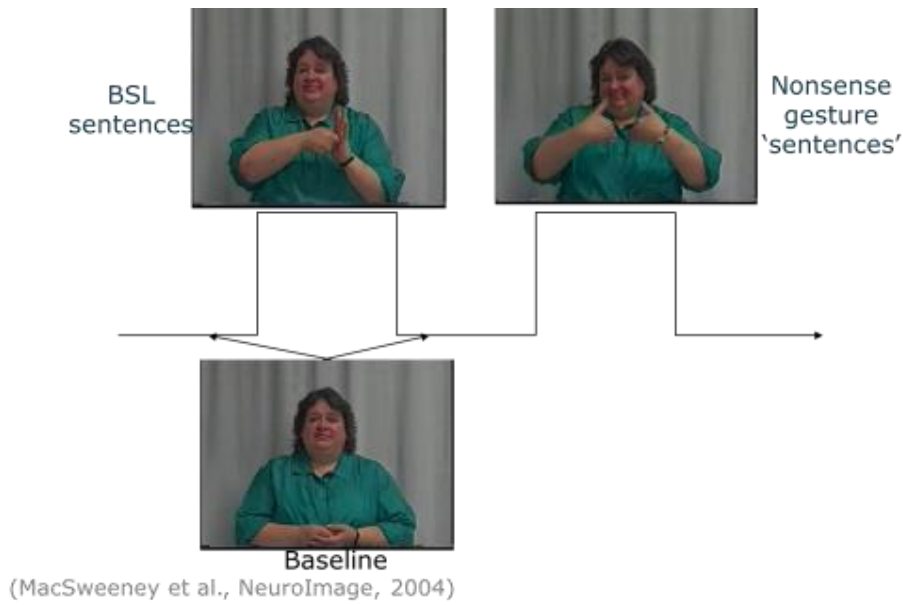 BSL
sentences
Nonsense
gesture
‘sentences’
Baseline
(MacSweeney et al., NeuroImage, 2004)